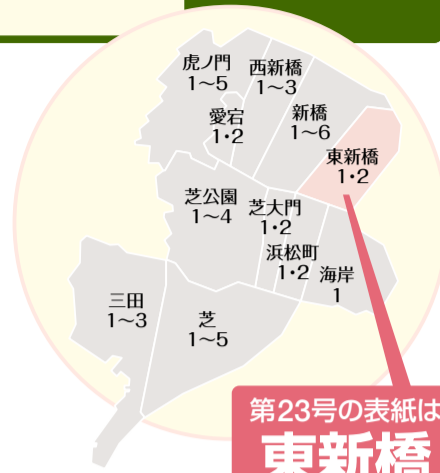 虎ノ門
1〜5
西新橋
1〜3
愛宕
1・2
新橋
1〜6
東新橋
1・2
芝公園
1〜4
芝大門
1・2
浜松町
1・2
海岸
1
三田
1〜3
芝
1〜5
第23号の表紙は
東新橋